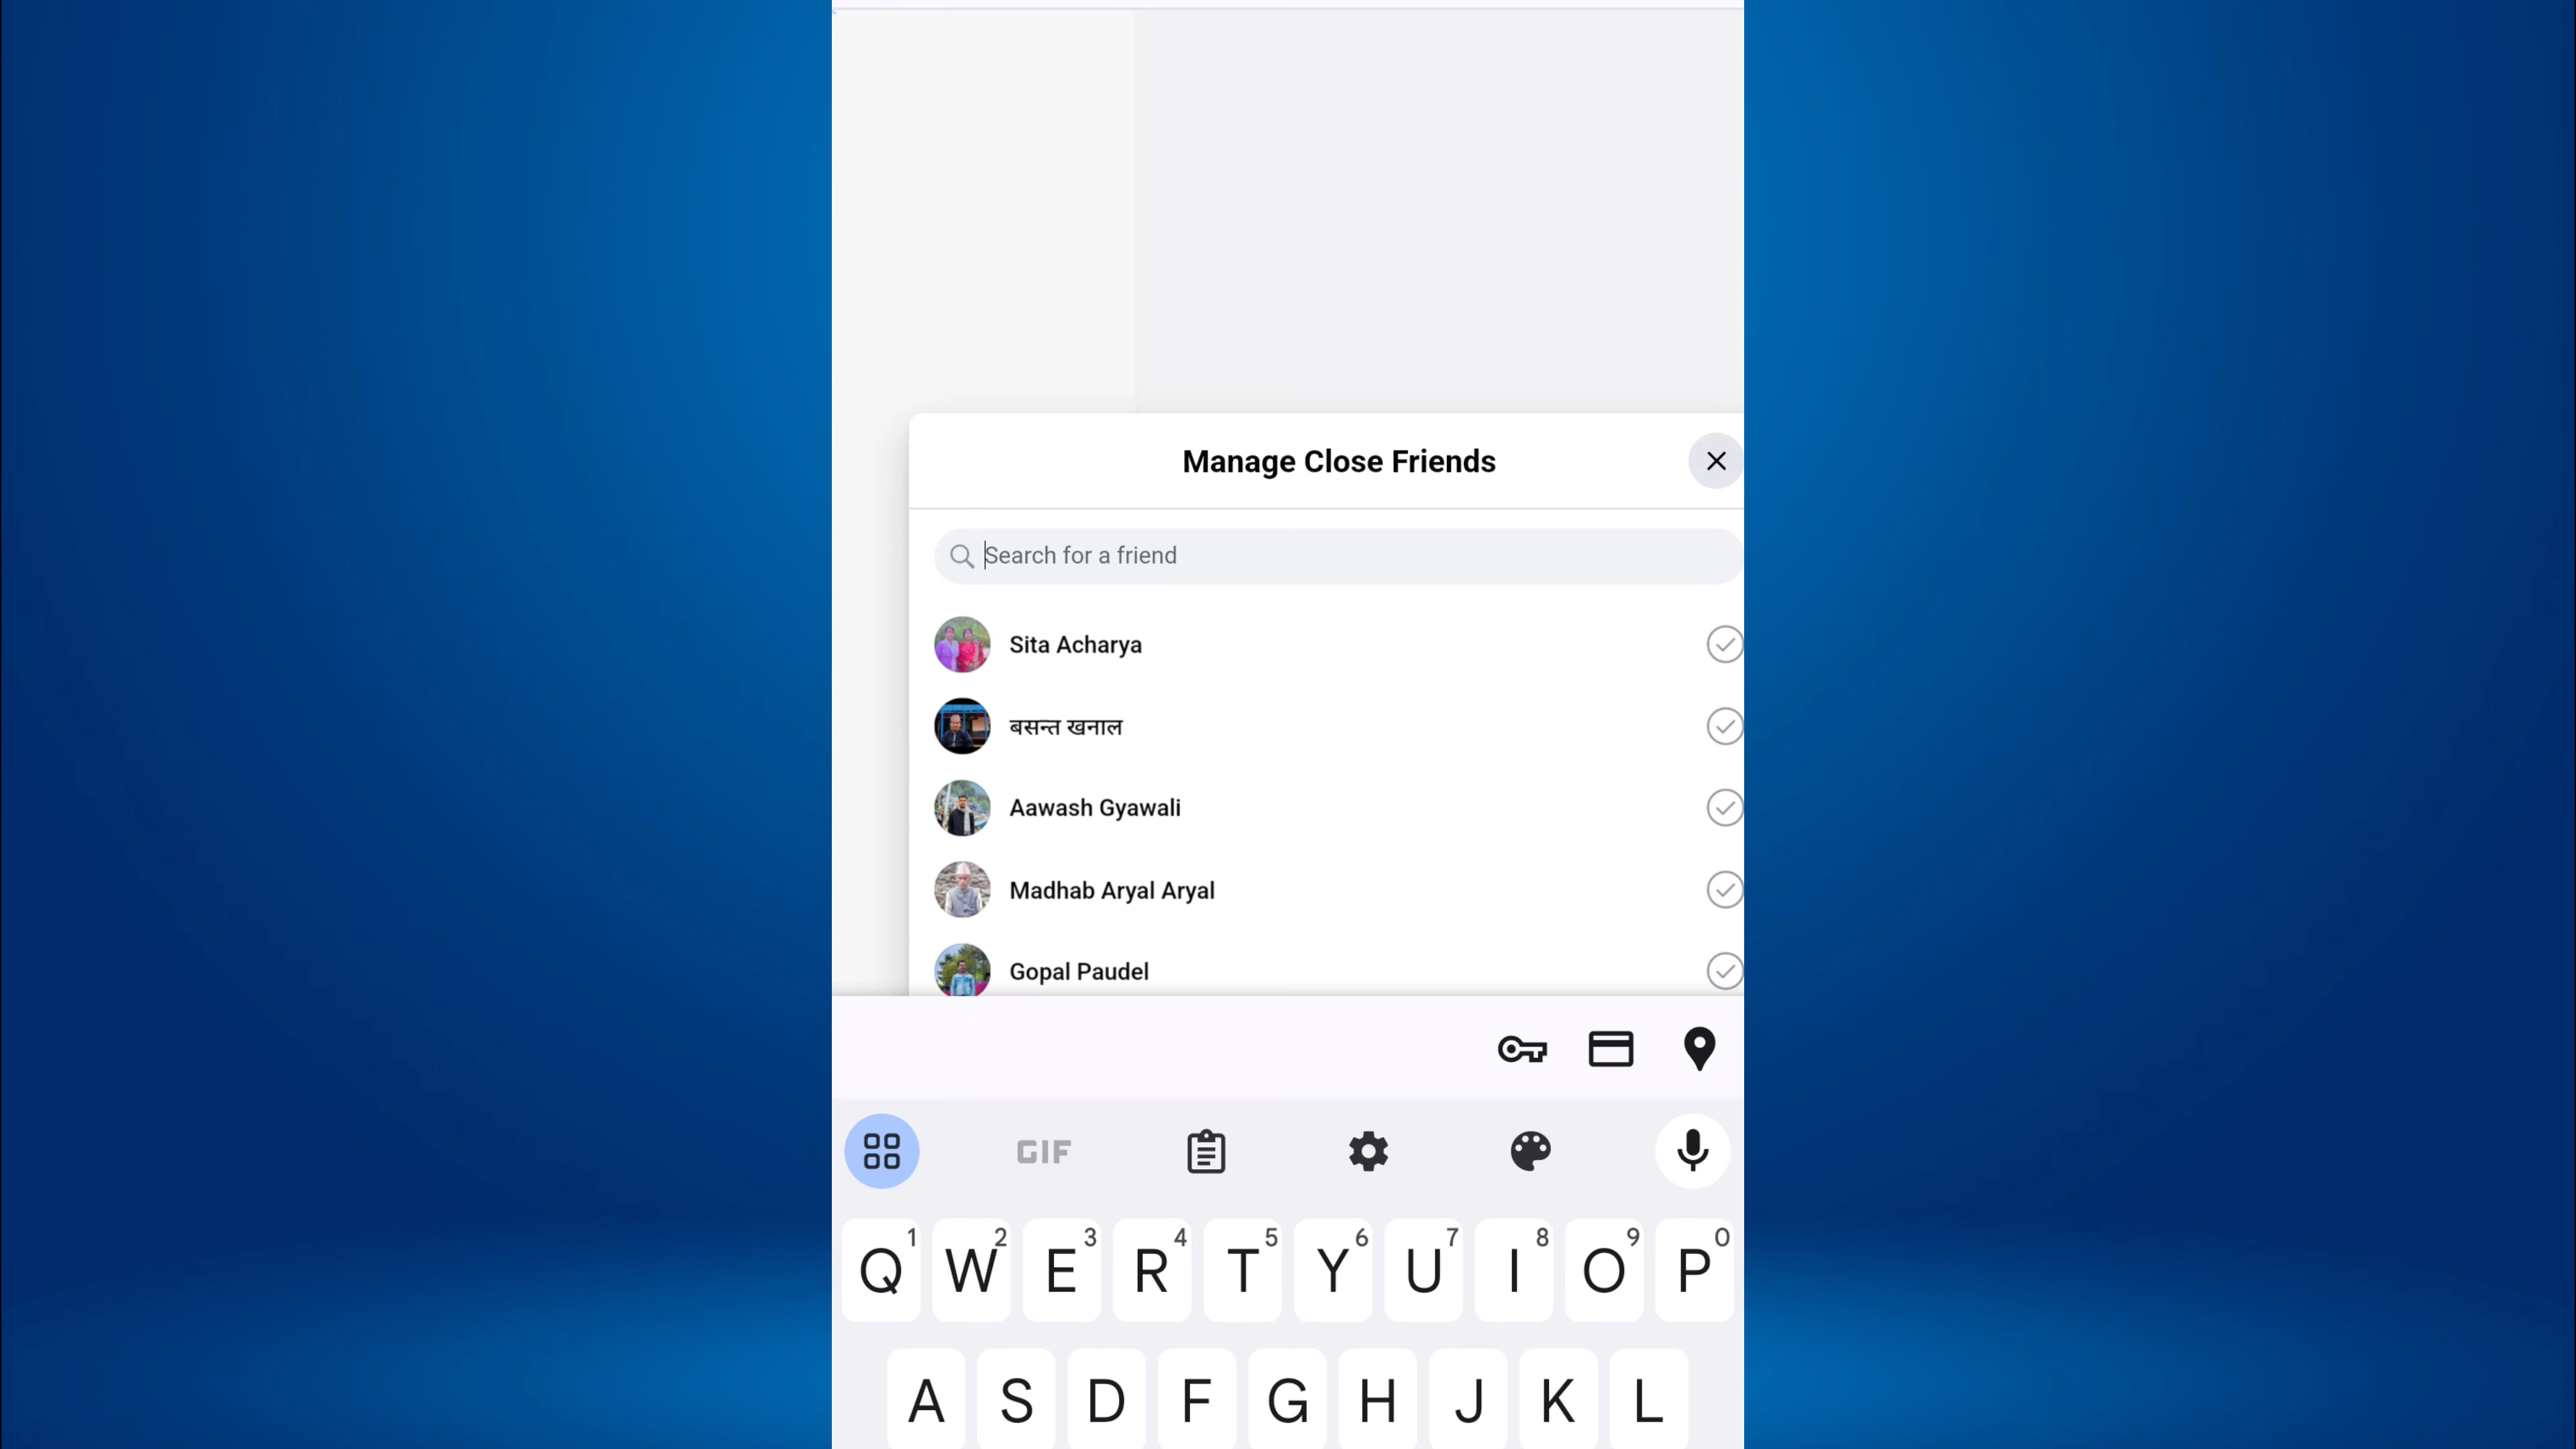 Manage Close Friends
Search for a friend
Sita Acharya
बसन्त खनाल
Aawash Gyawali
Madhab Aryal Aryal
Gopal Paudel
GIF
1 2 3 4 5 6 7 8 9 0
Q W E R T Y U I O P
A S D F G H J K L